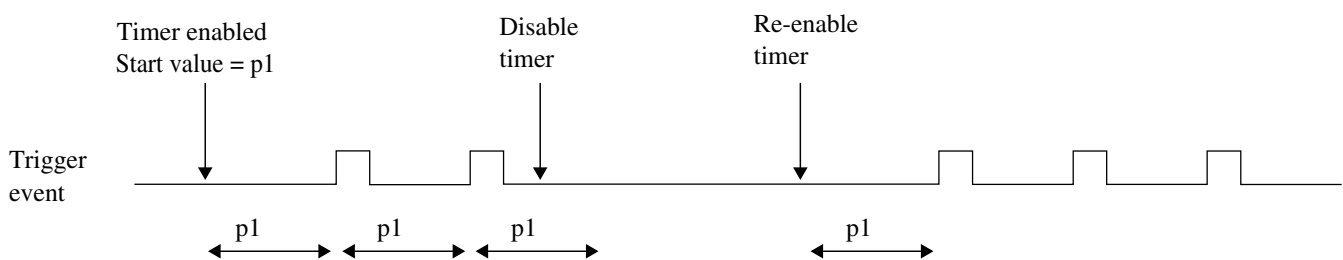 Timer enabled
Start value = p1
Disable
timer
Re-enable
timer
Trigger
event
p1
p1
p1
p1